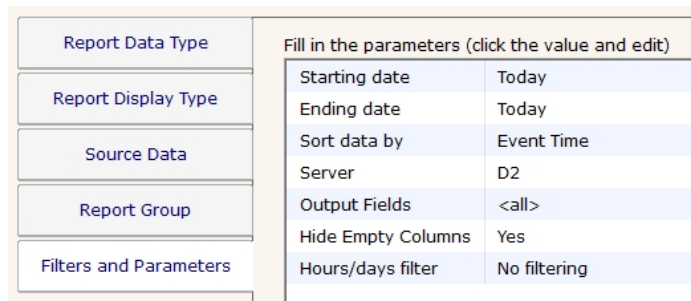 Report Data Type
Report Display Type
Source Data
Report Group
Filters and Parameters
Fill in the parameters (click the value and edit)
Starting date Today
Ending date Today
Sort data by Event Time
Server D2
Output Fields <all>
Hide Empty Columns Yes
Hours/days filter No filtering